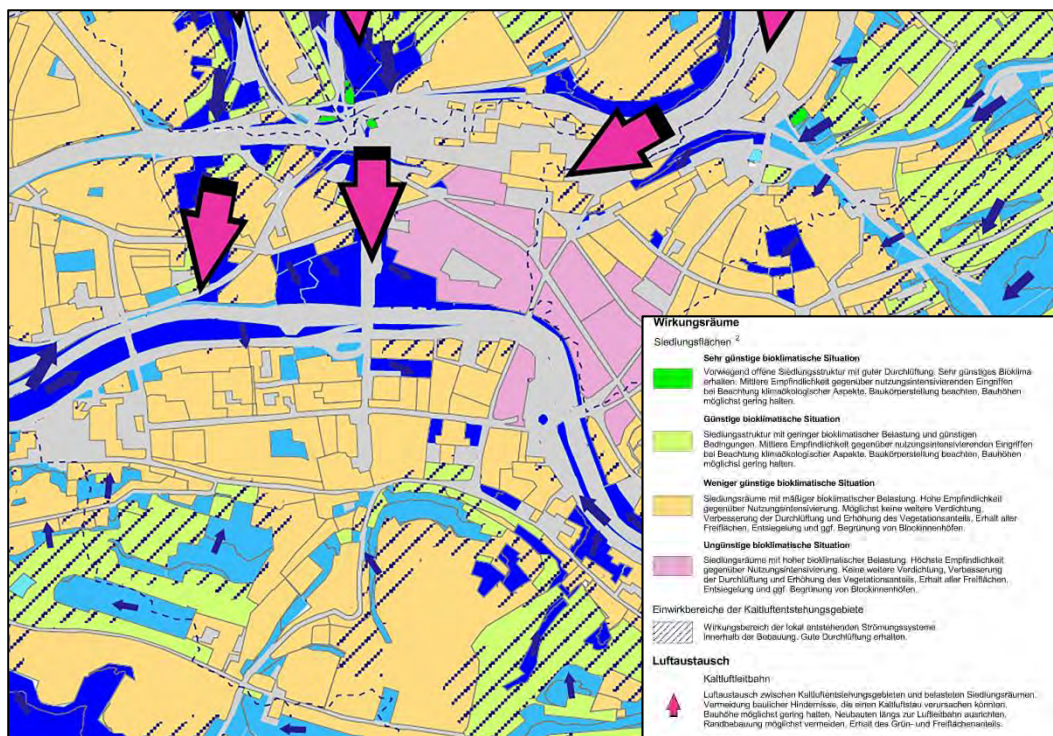 Wirkungsräume
Siedlungsflächen 2
Sehr günstige bioklimatische Situation
Vorwiegend offene Siedlungsstruktur mit guter Durchlüftung. Sehr günstiges Bioklima
erhalten. Mittlere Empfindlichkeit gegenüber nutzungsintensivierenden Eingriffen
bei Beachtung klimaökologischer Aspekte. Baukörperstellung beachten, Bauhöhen
möglichst gering halten.
Günstige bioklimatische Situation
Siedlungsstruktur mit geringer bioklimatischer Belastung und günstigen
Bedingungen. Mittlere Empfindlichkeit gegenüber nutzungsintensivierenden Eingriffen
bei Beachtung klimaökologischer Aspekte. Baukörperstellung beachten, Bauhöhen
möglichst gering halten.
Weniger günstige bioklimatische Situation
Siedlungsräume mit mäßiger bioklimatischer Belastung. Hohe Empfindlichkeit
gegenüber Nutzungsintensivierung. Möglichst keine weitere Verdichtung,
Verbesserung der Durchlüftung und Erhöhung des Vegetationsanteils, Erhalt aller
Freiflächen, Entsiegelung und ggf. Begrünung von Blockinnenhöfen.
Ungünstige bioklimatische Situation
Siedlungsräume mit hoher bioklimatischer Belastung. Höchste Empfindlichkeit
gegenüber Nutzungsintensivierung. Keine weitere Verdichtung, Verbesserung
der Durchlüftung und Erhöhung des Vegetationsanteils, Erhalt aller Freiflächen,
Entsiegelung und ggf. Begrünung von Blockinnenhöfen.
Einwirkbereiche der Kaltluftentstehungsgebiete
Wirkungsbereich der lokal entstehenden Strömungssysteme
innerhalb der Bebauung. Gute Durchlüftung erhalten.
Luftaustausch
Kaltluftleitbahn
Luftaustausch zwischen Kaltluftentstehungsgebieten und belasteten Siedlungsräumen.
Vermeidung baulicher Hindernisse, die einen Kaltluftstau verursachen könnten.
Bauhöhe möglichst gering halten, Neubauten längs zur Luftleitbahn ausrichten.
Randbebauung möglichst vermeiden. Erhalt des Grün- und Freiflächenanteils.